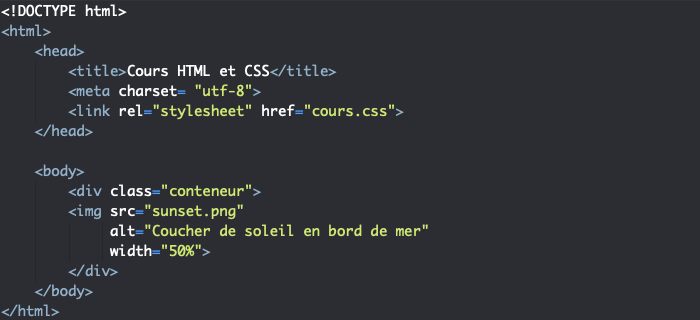 <!DOCTYPE html>
<html>
    <head>
        <title>Cours HTML et CSS</title>
        <meta charset= "utf-8">
        <link rel="stylesheet" href="cours.css">
    </head>

    <body>
        <div class="conteneur">
        <img src="sunset.png"
             alt="Coucher de soleil en bord de mer"
             width="50%">
        </div>
    </body>
</html>